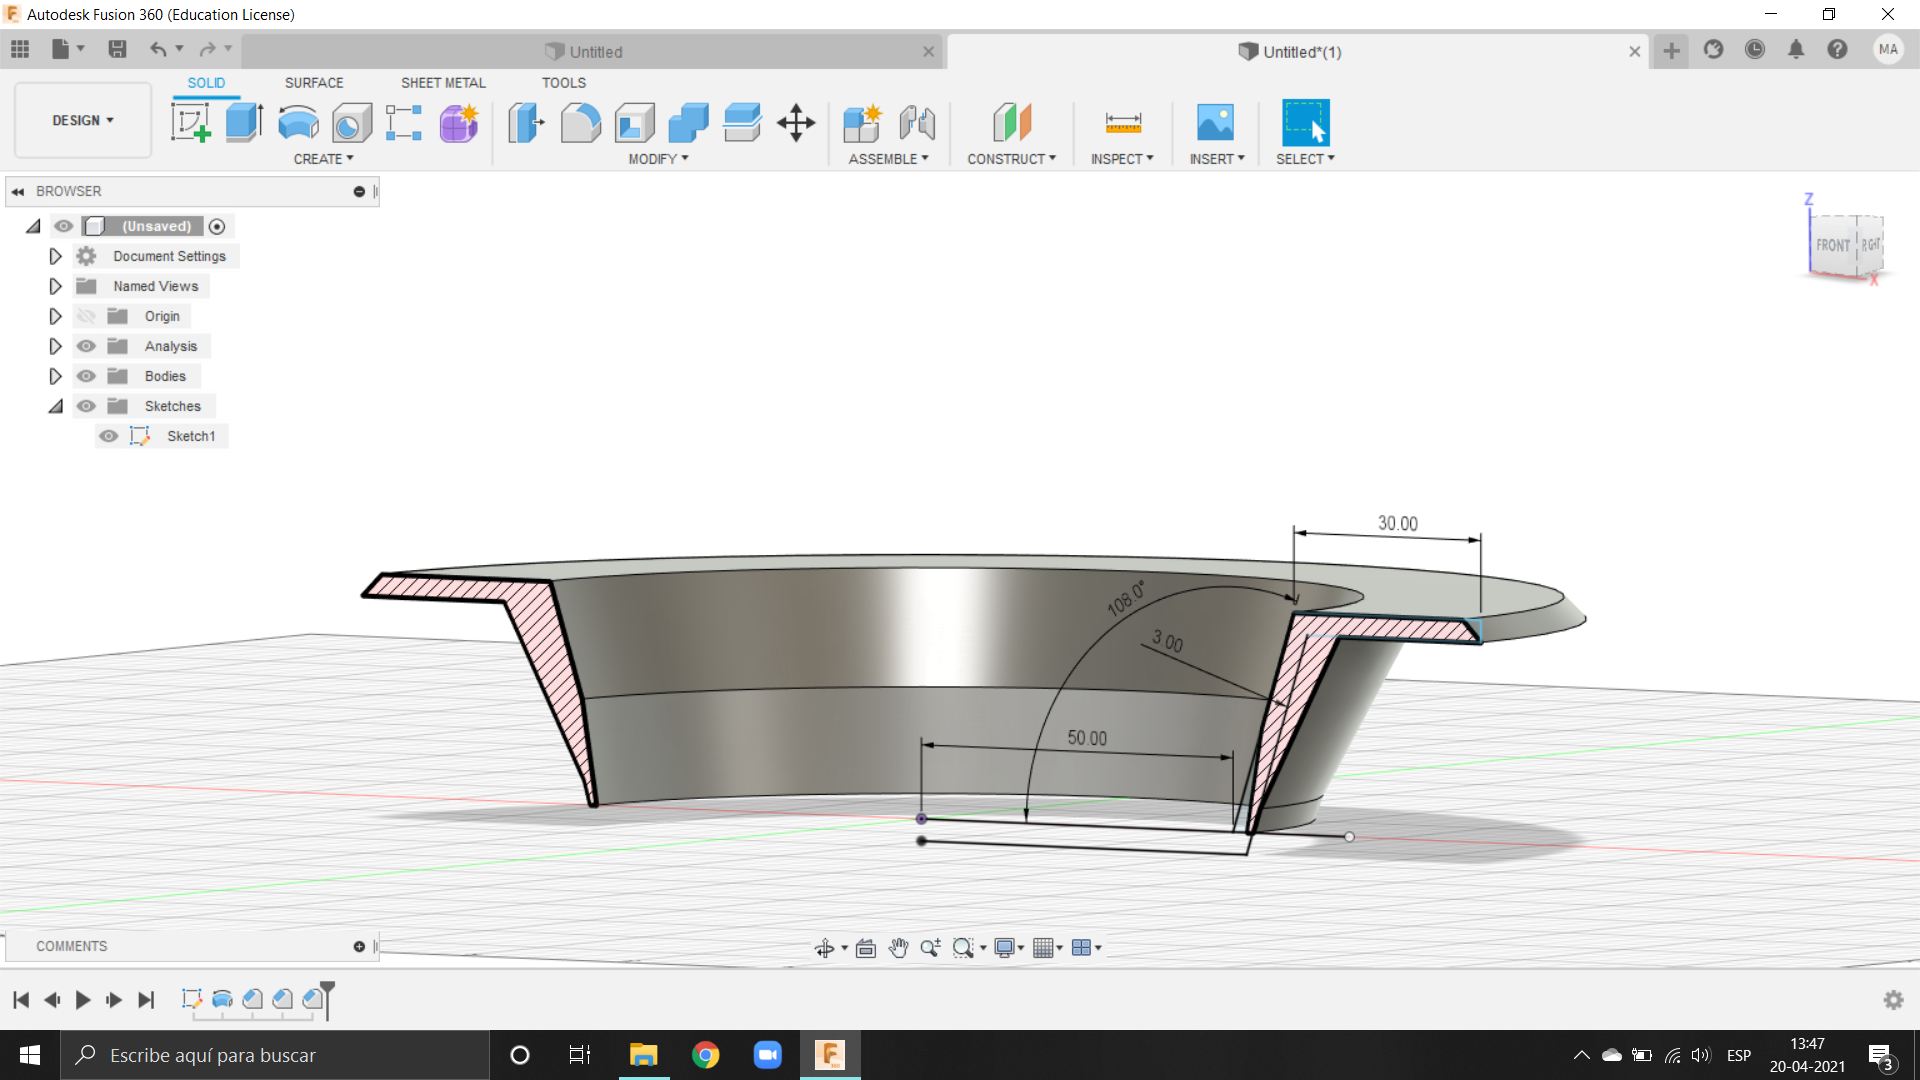 Autodesk Fusion 360 (Education License)
Untitled
Untitled*(1)
MA
SOLID SURFACE SHEET METAL TOOLS
DESIGN
CREATE MODIFY ASSEMBLE CONSTRUCT INSPECT INSERT SELECT
BROWSER
(Unsaved)
Document Settings
Named Views
Origin
Analysis
Bodies
Sketches
Sketch1
Z
FRONT
RIGHT
X
30.00
108.0°
3.00
50.00
COMMENTS
Escribe aquí para buscar
ESP
13:47
20-04-2021
3